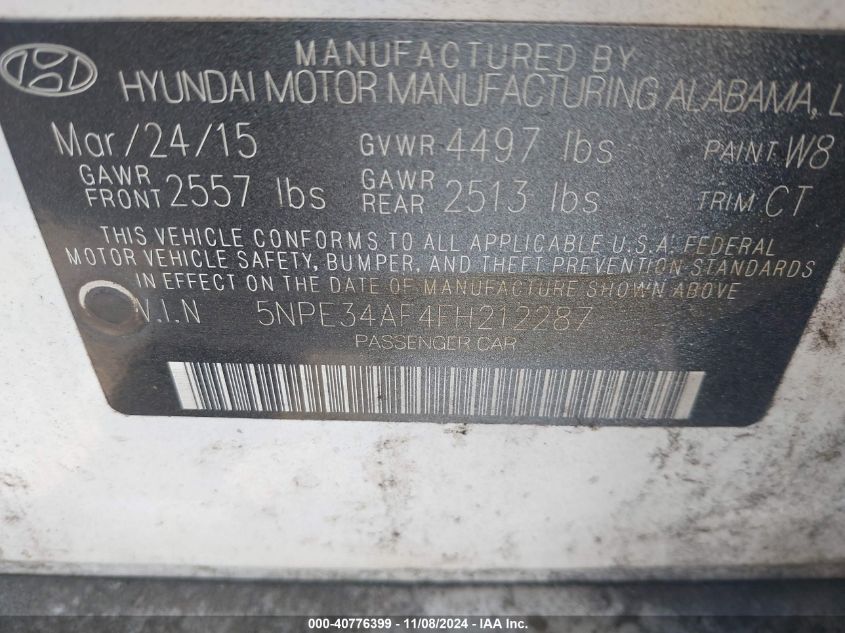 MANUFACTURED BY
HYUNDAI MOTOR MANUFACTURING ALABAMA, L
Mar/24/15 GVWR 4497 lbs PAINT W8
GAWR FRONT 2557 lbs GAWR REAR 2513 lbs TRIM CT
THIS VEHICLE CONFORMS TO ALL APPLICABLE U.S.A. FEDERAL
MOTOR VEHICLE SAFETY, BUMPER, AND THEFT PREVENTION STANDARDS
IN EFFECT ON THE DATE OF MANUFACTURE SHOWN ABOVE
V.I.N 5NPE34AF4FH212287
PASSENGER CAR
000-40776399 - 11/08/2024 - IAA Inc.